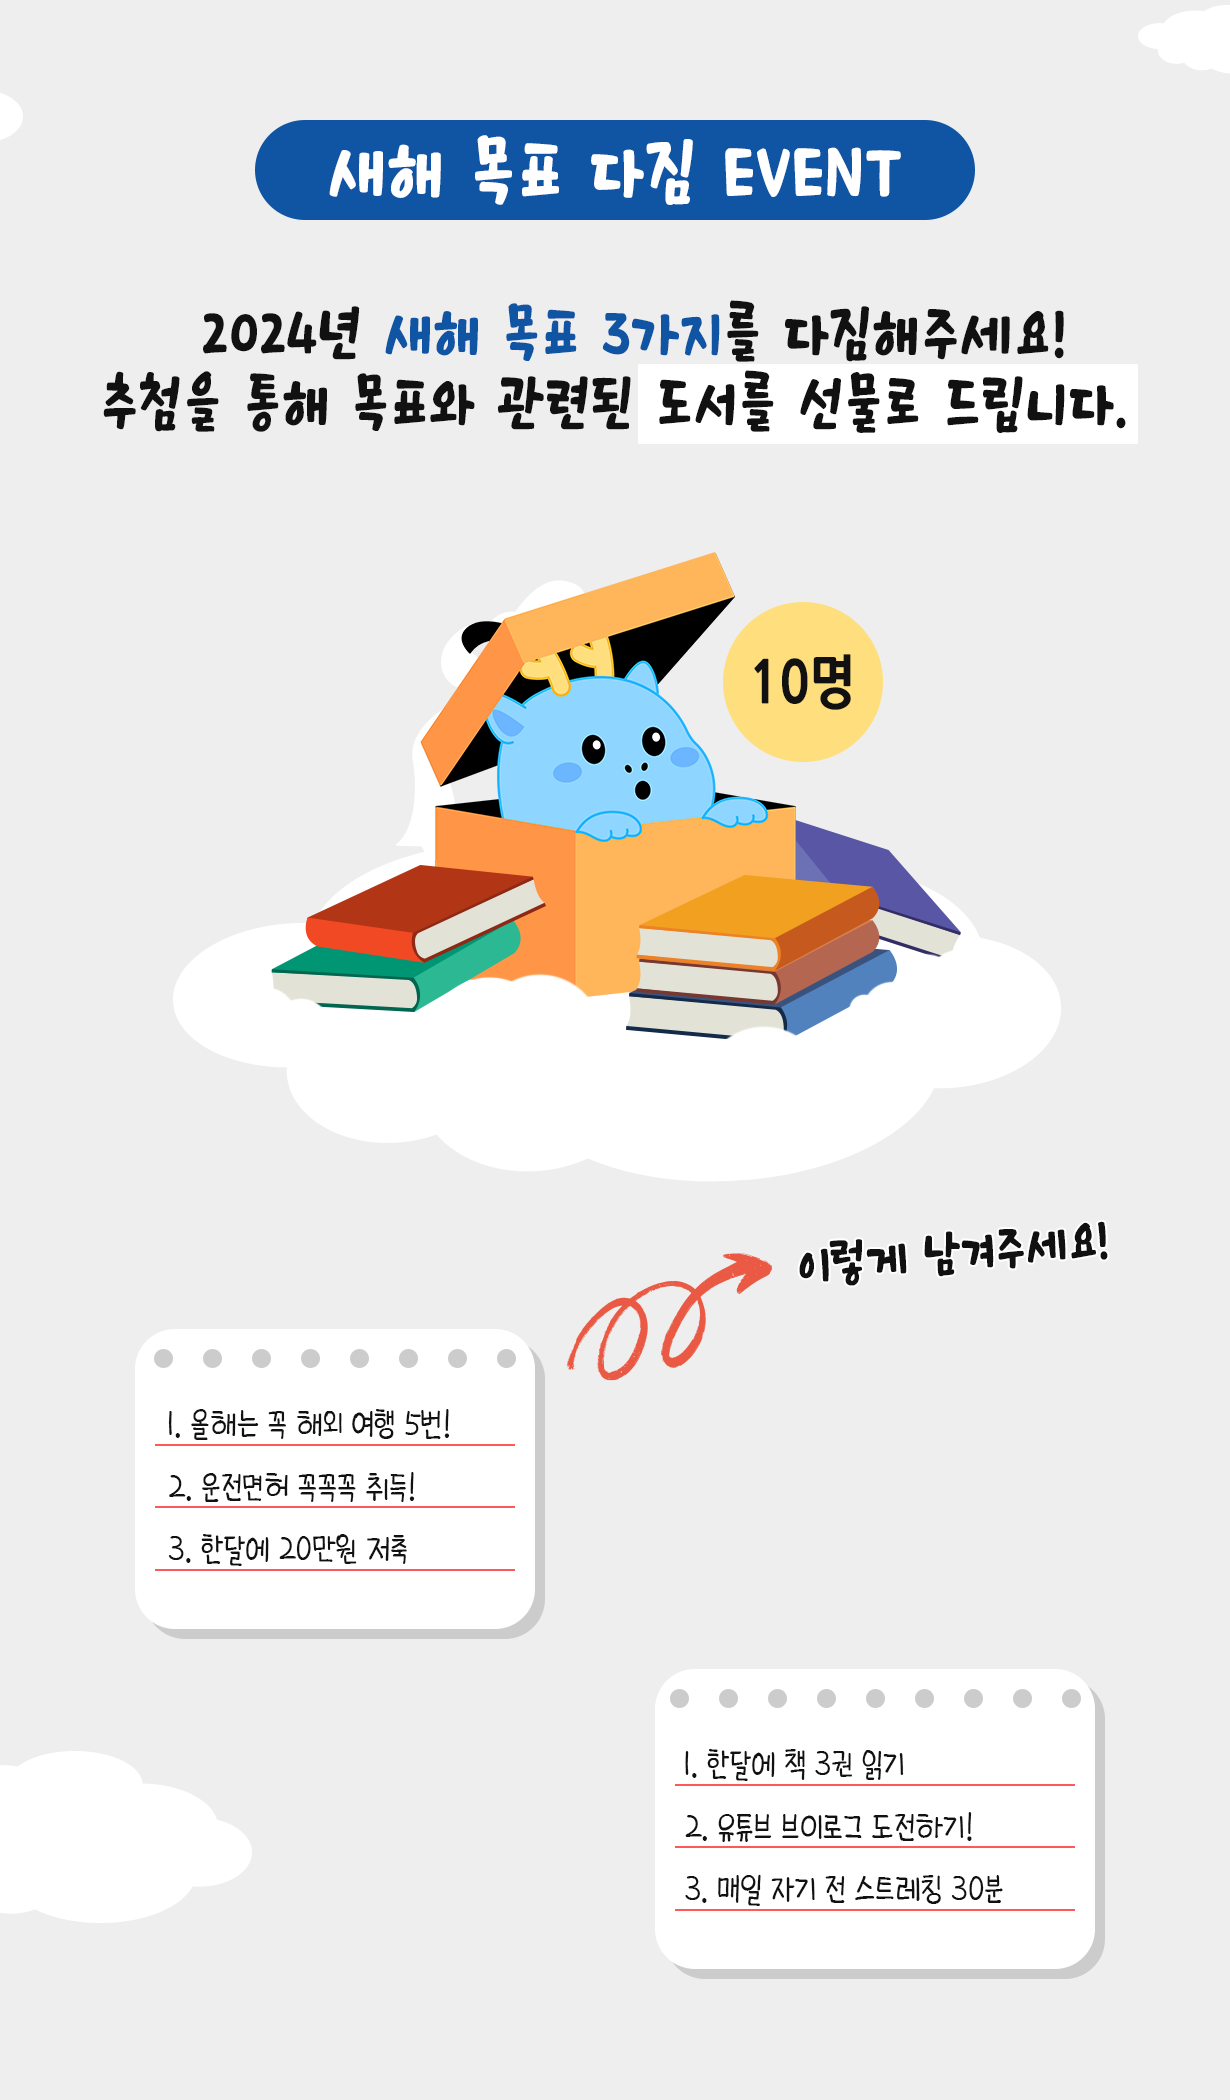 새해 목표 다짐 EVENT
2024년 새해 목표 3가지를 다짐해주세요!
추첨을 통해 목표와 관련된 도서를 선물로 드립니다.
10명
이렇게 남겨주세요!
1. 올해는 꼭 해외 여행 5번!
2. 운전면허 꼭꼭꼭 취득!
3. 한달에 20만원 저축
1. 한달에 책 3권 읽기
2. 유튜브 브이로그 도전하기!
3. 매일 자기 전 스트레칭 30분